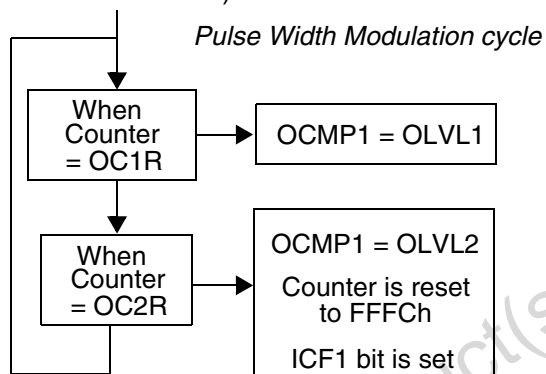 Pulse Width Modulation cycle
When
Counter
= OC1R
OCMP1 = OLVL1
When
Counter
= OC2R
OCMP1 = OLVL2
Counter is reset
to FFFCh
ICF1 bit is set